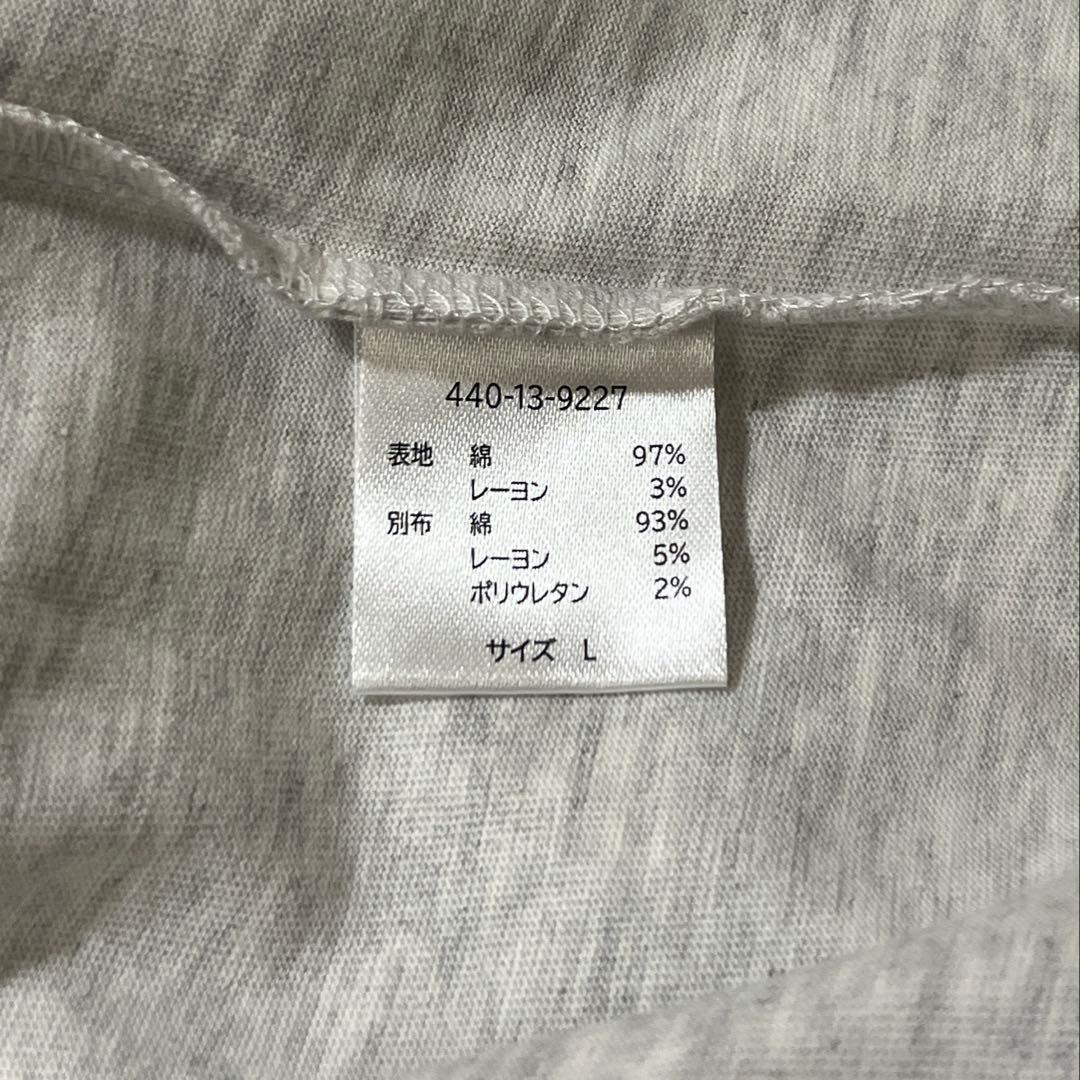 440-13-9227
表地 綿 97%
レーヨン 3%
別布 綿 93%
レーヨン 5%
ポリウレタン 2%
サイズ L